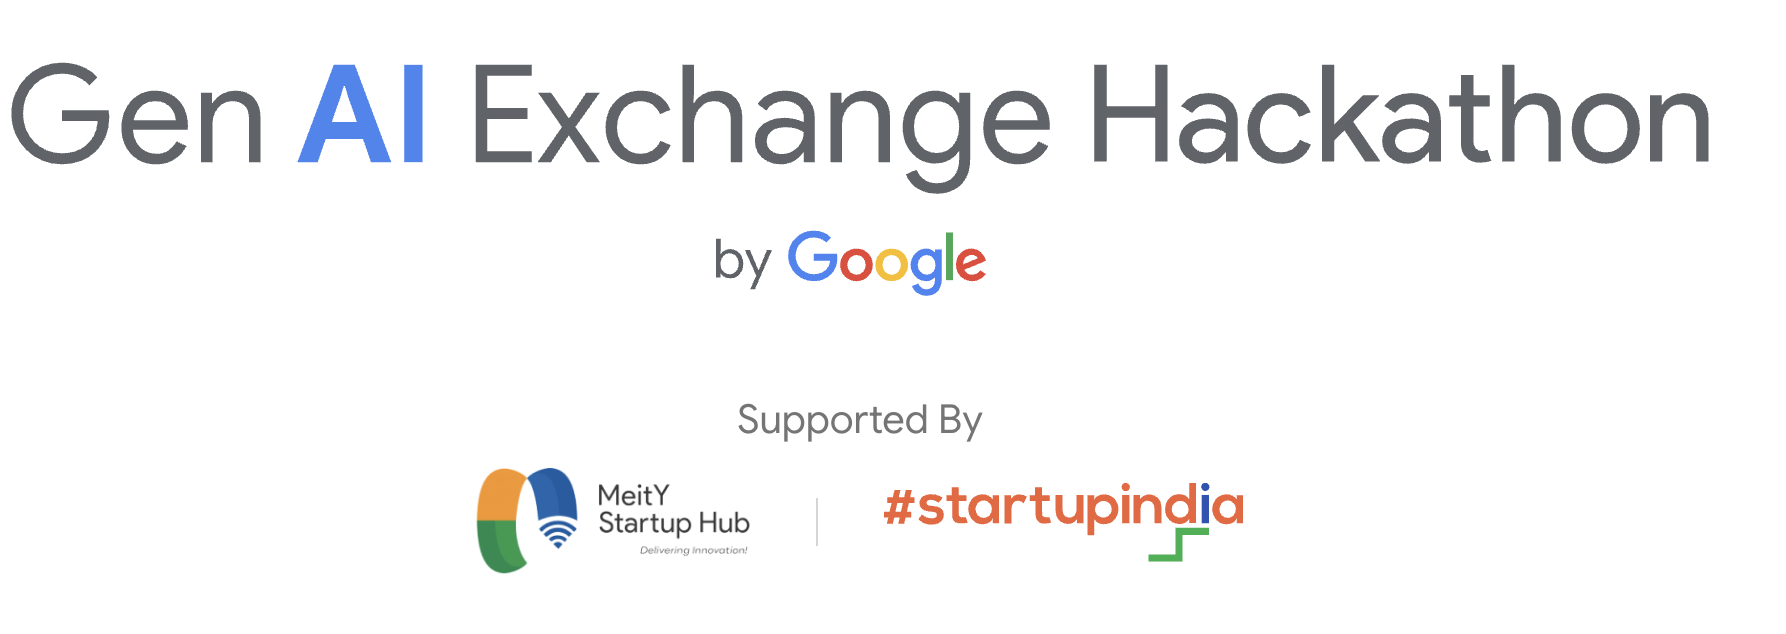 Gen AI Exchange Hackathon
by Google
Supported By
MeitY
Startup Hub
Delivering Innovation!
#startupindia